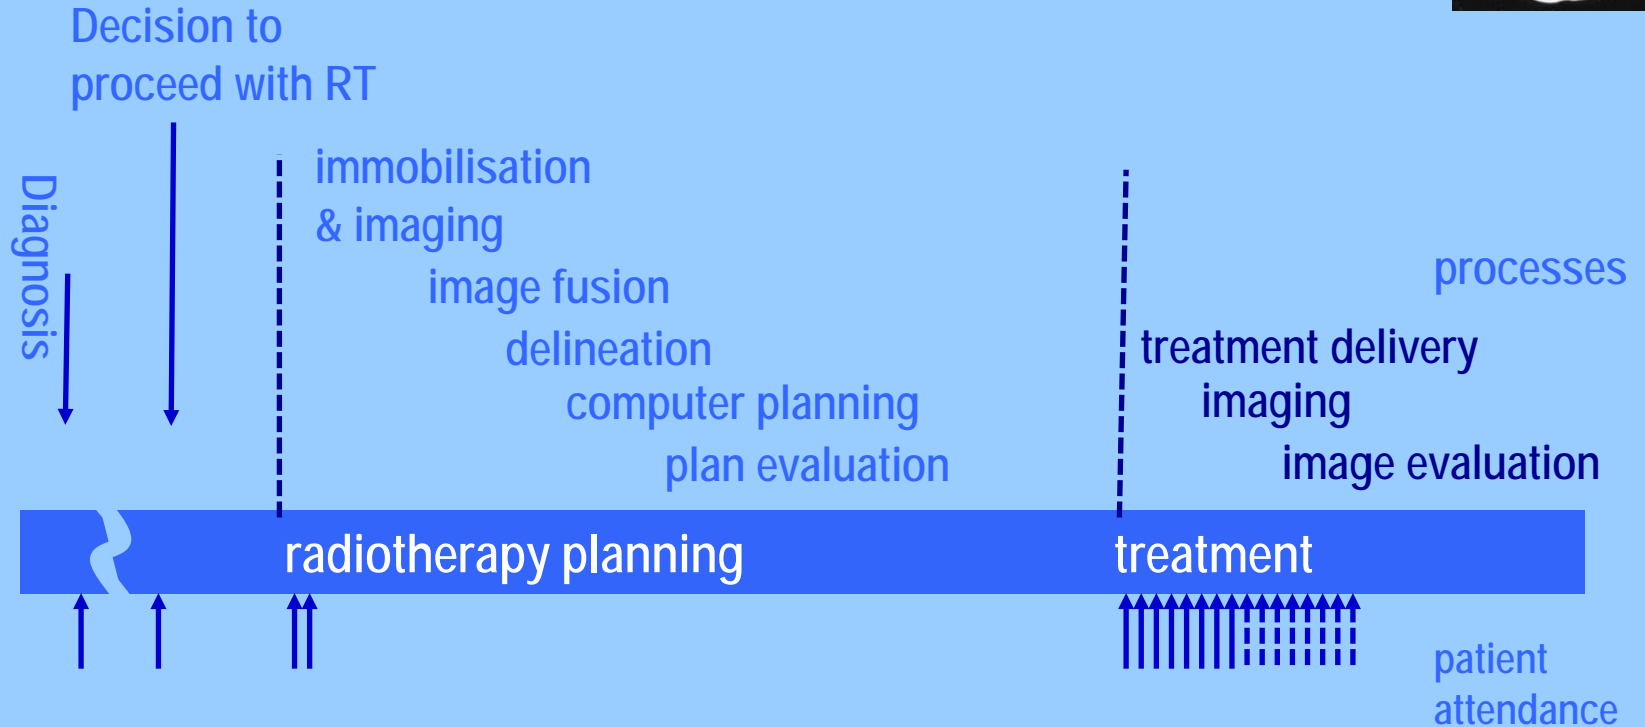 Decision to
proceed with RT
Diagnosis
immobilisation
& imaging
image fusion
delineation
computer planning
plan evaluation
processes
treatment delivery
imaging
image evaluation
radiotherapy planning
treatment
patient
attendance